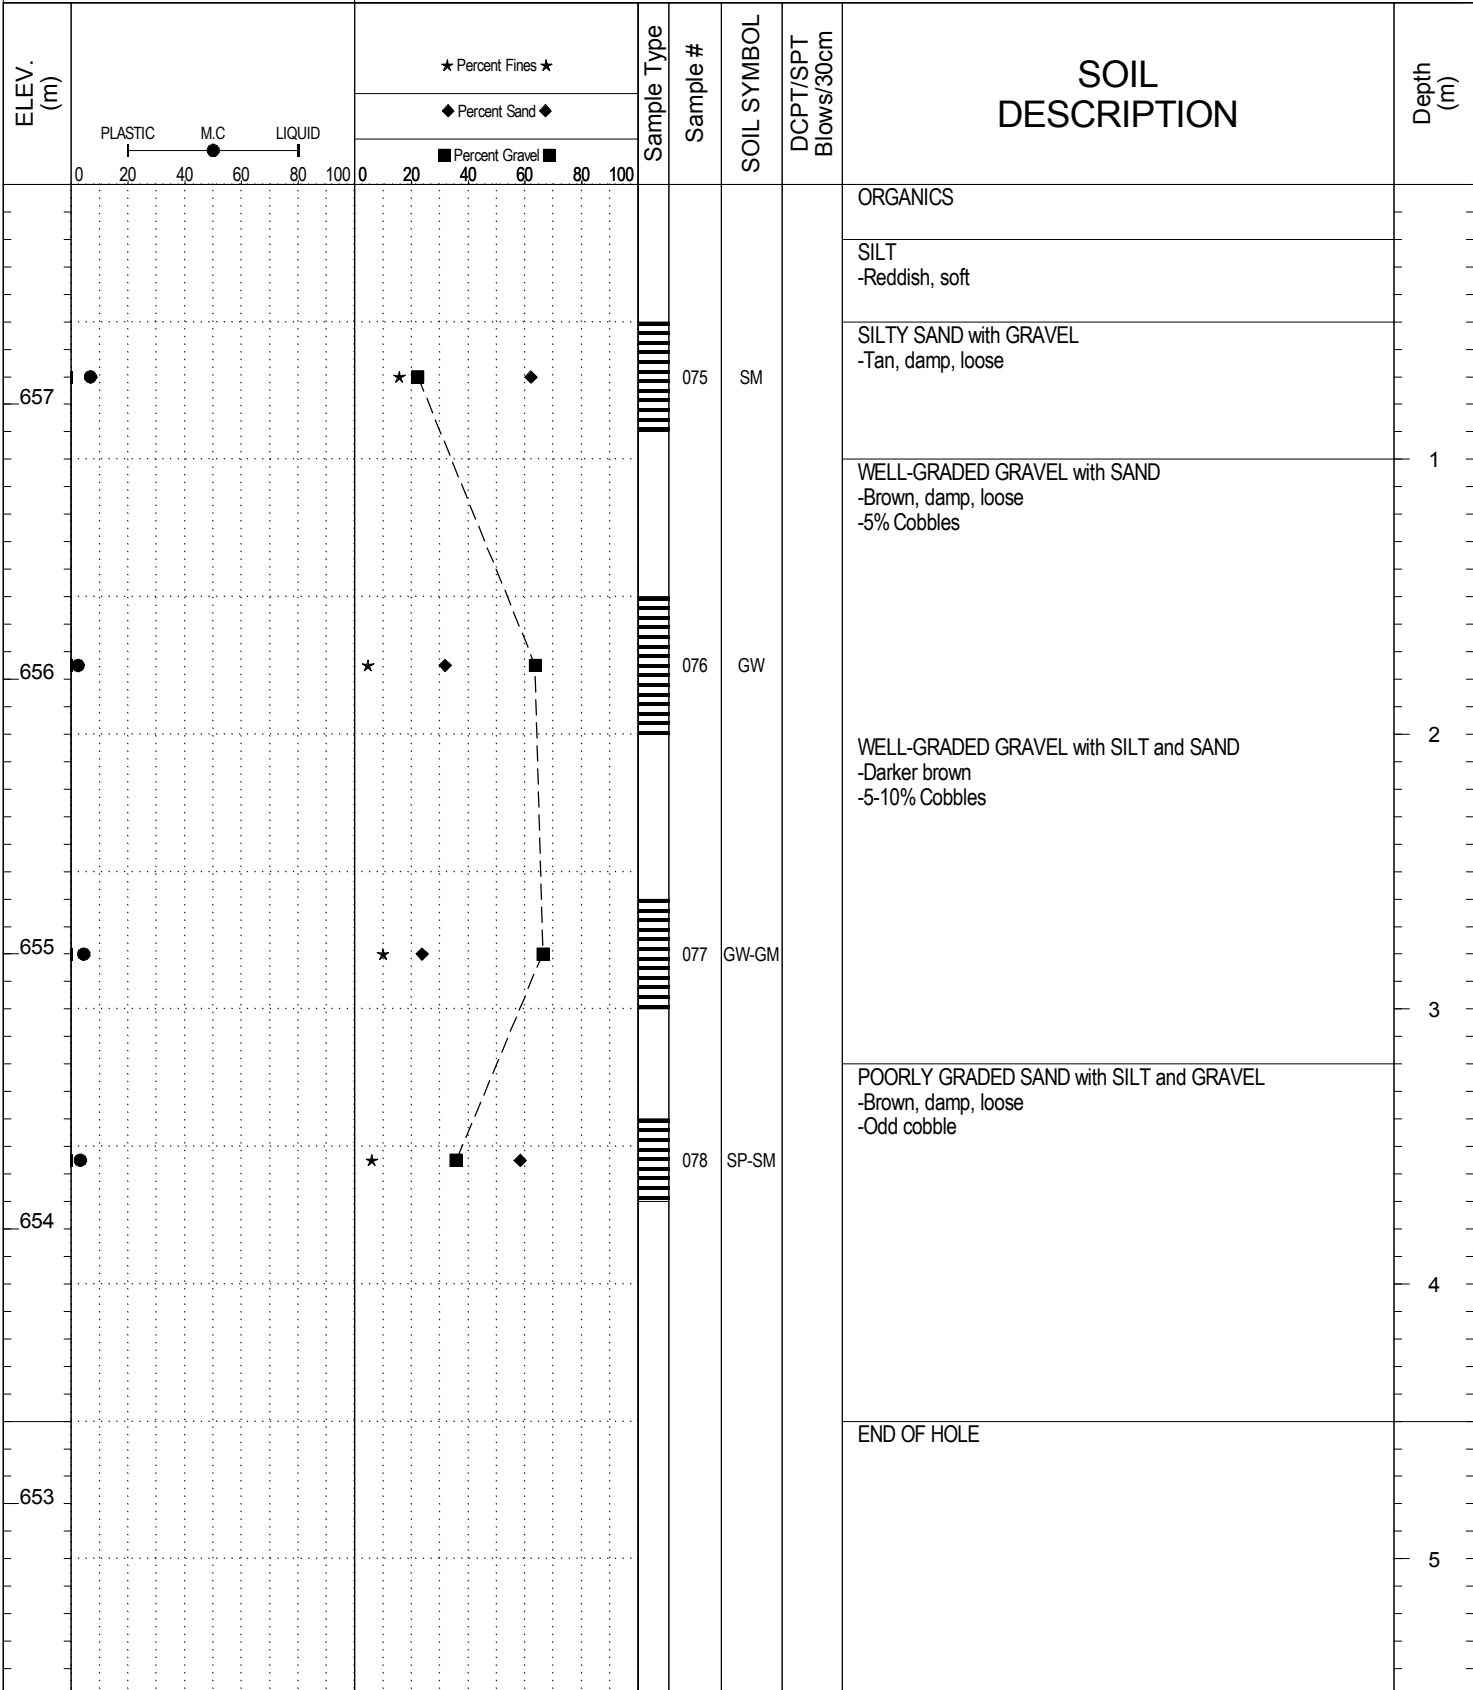 ELEV.
(m)
PLASTIC M.C LIQUID
0 20 40 60 80 100
★ Percent Fines ★
◆ Percent Sand ◆
■ Percent Gravel ■
0 20 40 60 80 100
Sample Type
Sample #
SOIL SYMBOL
DCPT/SPT
Blows/30cm
SOIL
DESCRIPTION
Depth
(m)
ORGANICS
SILT
-Reddish, soft
SILTY SAND with GRAVEL
-Tan, damp, loose
075 SM
657
1
WELL-GRADED GRAVEL with SAND
-Brown, damp, loose
-5% Cobbles
076 GW
656
2
WELL-GRADED GRAVEL with SILT and SAND
-Darker brown
-5-10% Cobbles
655
077 GW-GM
3
POORLY GRADED SAND with SILT and GRAVEL
-Brown, damp, loose
-Odd cobble
078 SP-SM
654
4
END OF HOLE
653
5